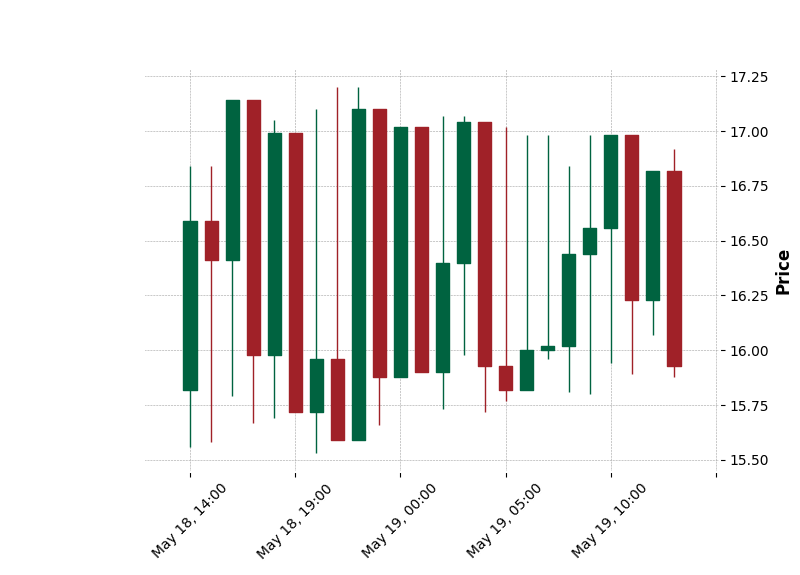 17.25
17.00
16.75
16.50
16.25
16.00
15.75
15.50
Price
May 18, 14:00
May 18, 19:00
May 19, 00:00
May 19, 05:00
May 19, 10:00